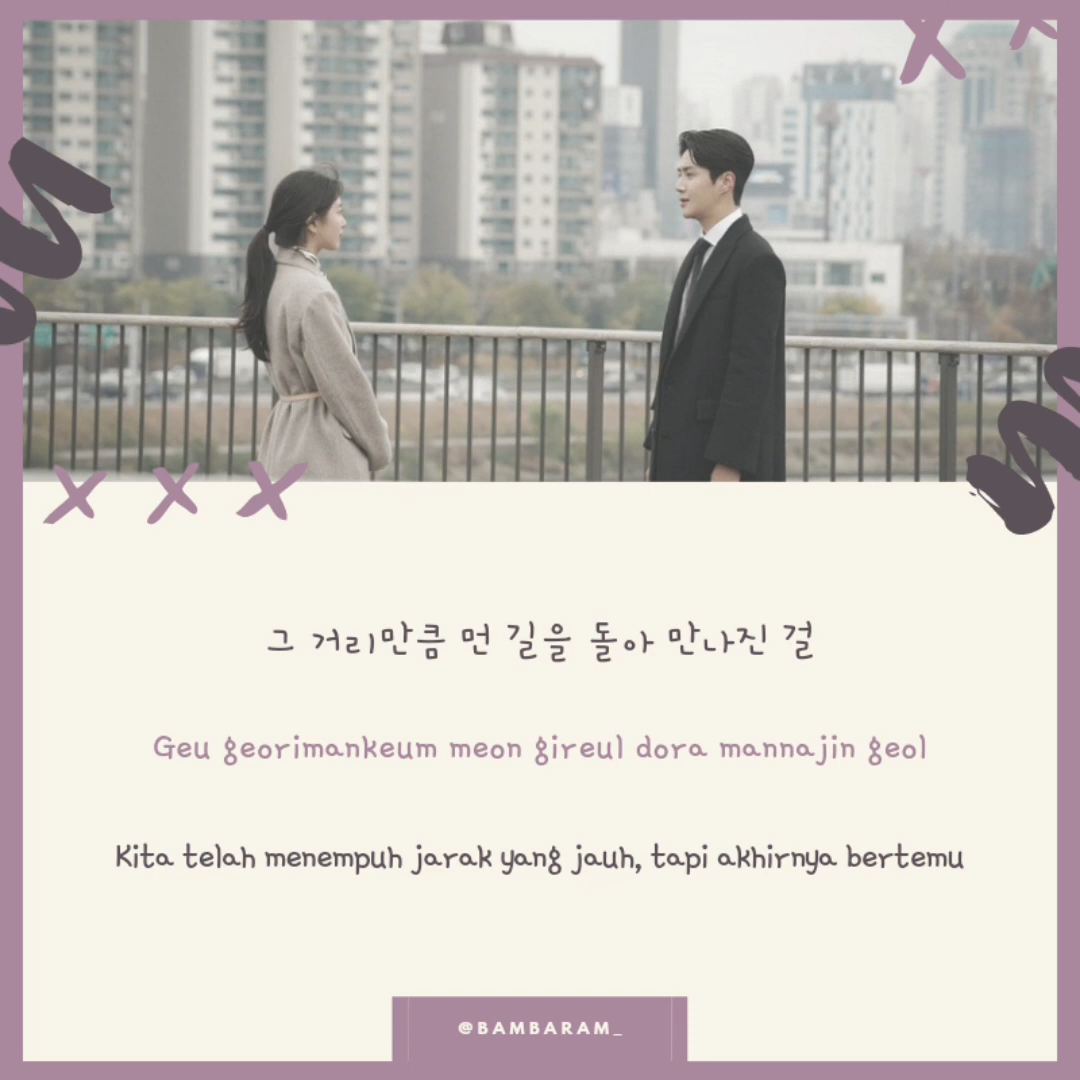 그 거리만큼 먼 길을 돌아 만나진 걸
Geu georimankeum meon gireul dora mannajin geol
Kita telah menempuh jarak yang jauh, tapi akhirnya bertemu
@BAMBARAM_